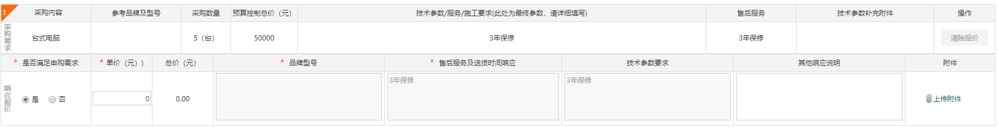 1
采购内容 参考品牌及型号 采购数量 预算控制总价（元） 技术参数/服务/施工要求(此处为最终参数，请详细填写) 售后服务 技术参数补充附件 操作
采购需求
台式电脑 5（台） 50000 3年保修 3年保修 清除报价
* 是否满足申购需求 * 单价（元）） 总价（元） * 品牌型号 * 售后服务及送货时间响应 技术参数要求 其他响应说明 附件
响应报价
是 否 0 0.00 3年保修 3年保修 上传附件